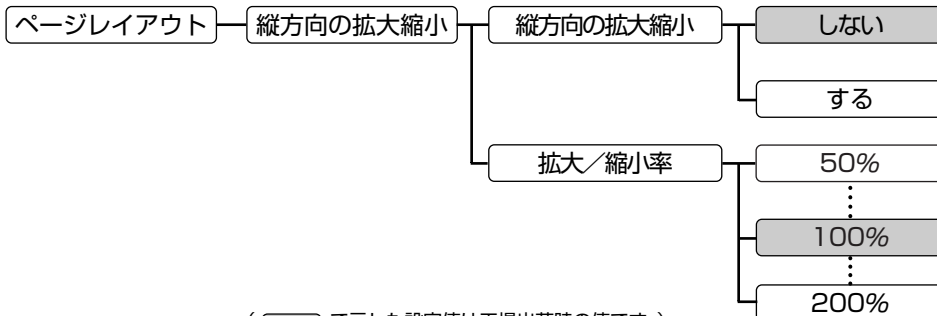 ページレイアウト
縦方向の拡大縮小
縦方向の拡大縮小
しない
する
拡大／縮小率
50%
100%
200%